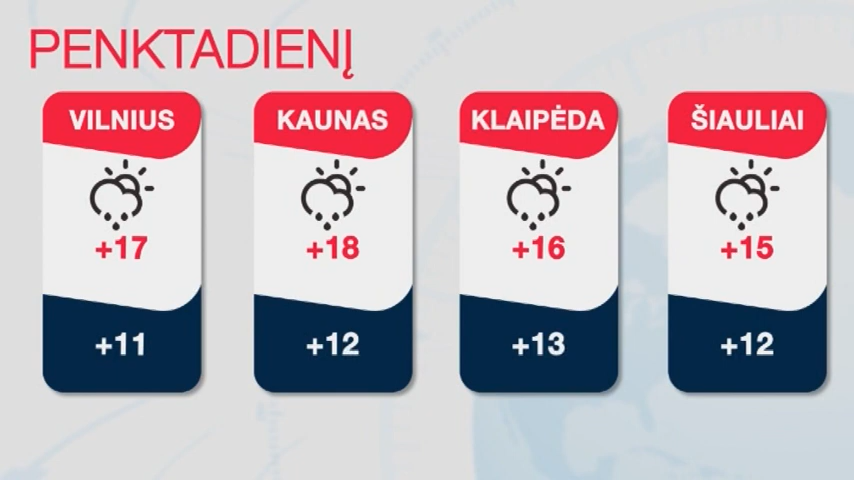 PENKTADIENĮ
VILNIUS KAUNAS KLAIPĖDA ŠIAULIAI
+17 +18 +16 +15
+11 +12 +13 +12